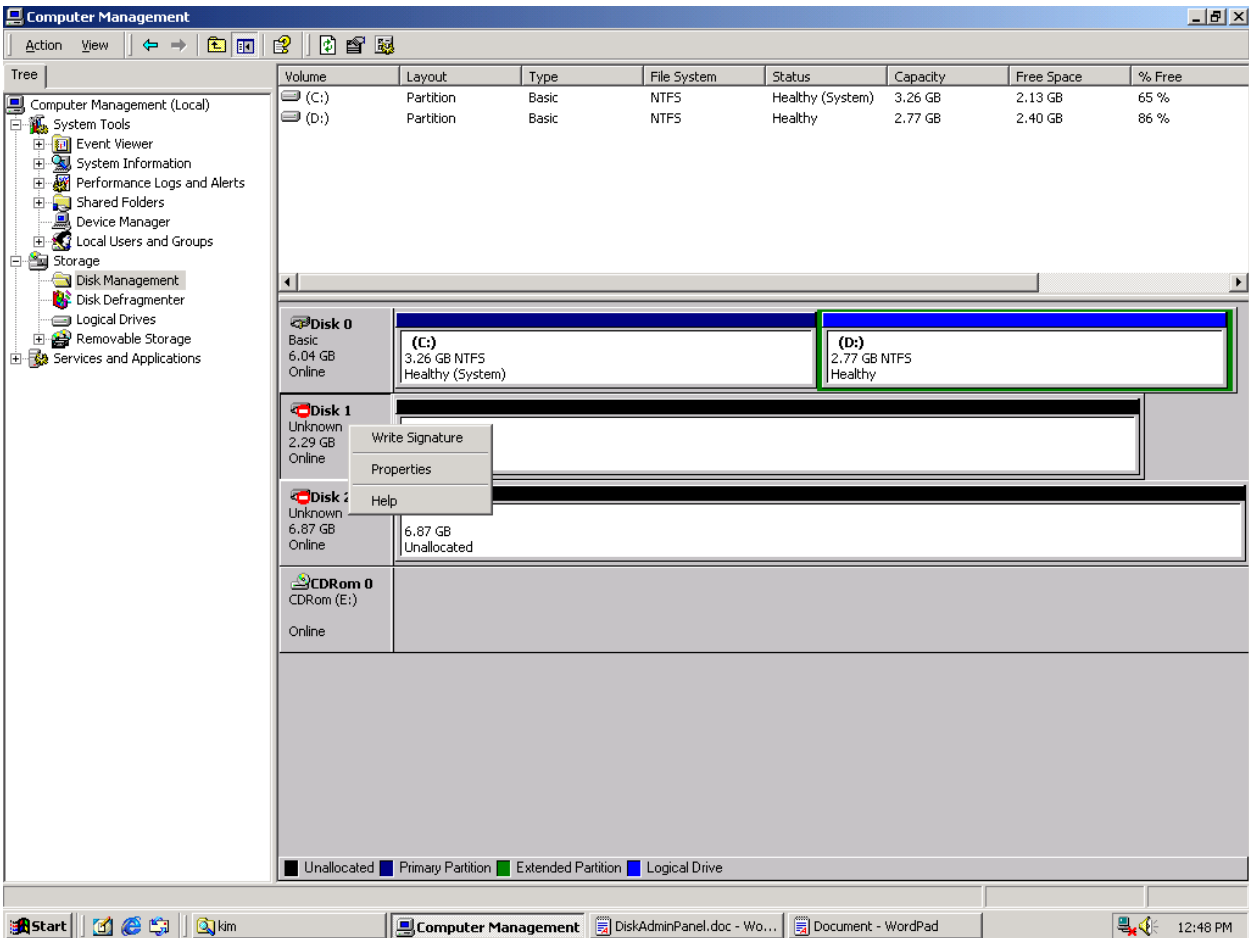 Computer Management
Action View
Tree
Computer Management (Local)
System Tools
Event Viewer
System Information
Performance Logs and Alerts
Shared Folders
Device Manager
Local Users and Groups
Storage
Disk Management
Disk Defragmenter
Logical Drives
Removable Storage
Services and Applications
Volume Layout Type File System Status Capacity Free Space % Free
(C:) Partition Basic NTFS Healthy (System) 3.26 GB 2.13 GB 65 %
(D:) Partition Basic NTFS Healthy 2.77 GB 2.40 GB 86 %
Disk 0
Basic
6.04 GB
Online
(C:)
3.26 GB NTFS
Healthy (System)
(D:)
2.77 GB NTFS
Healthy
Disk 1
Unknown
2.29 GB
Online
Write Signature
Properties
Help
Disk 2
Unknown
6.87 GB
Online
6.87 GB
Unallocated
CDRom 0
CDRom (E:)
Online
Unallocated Primary Partition Extended Partition Logical Drive
Start kim Computer Management DiskAdminPanel.doc - Wo... Document - WordPad 12:48 PM